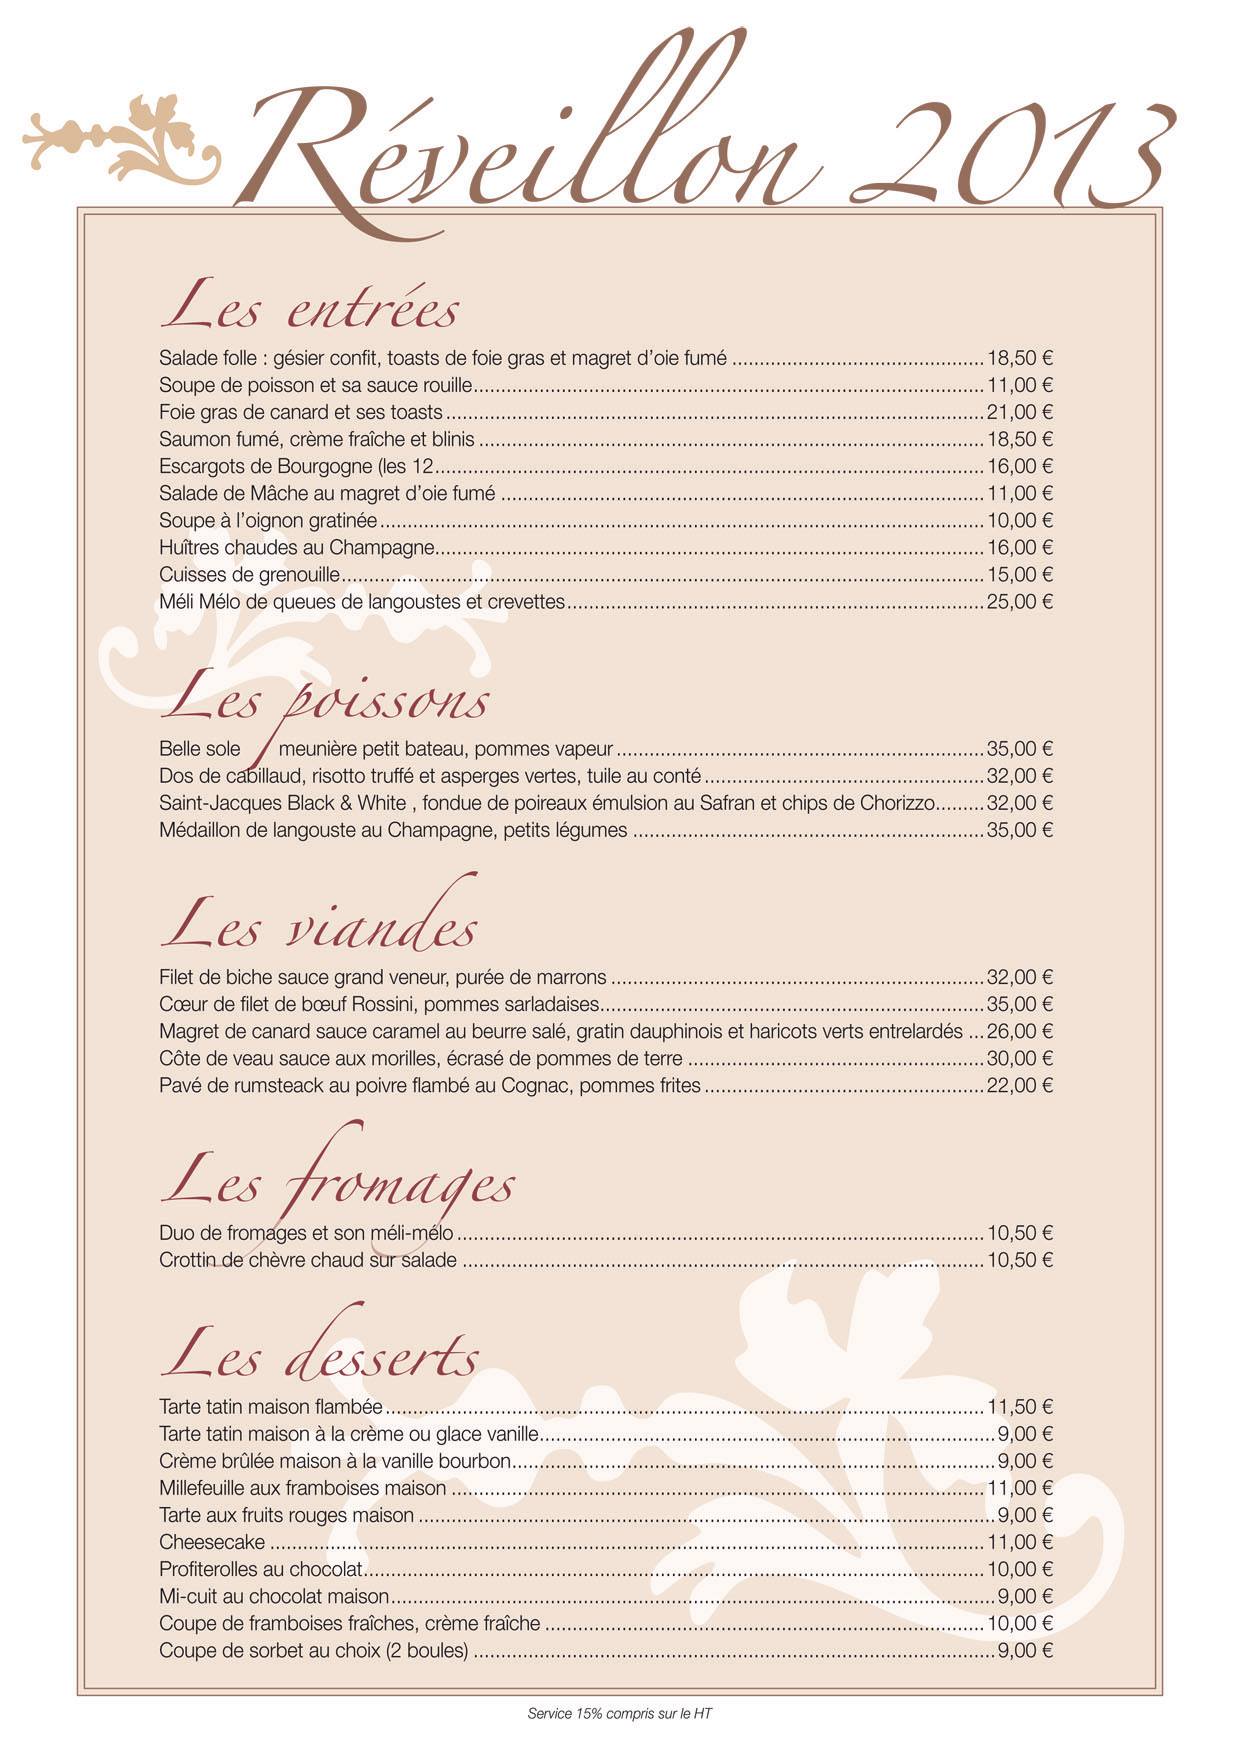 Réveillon 2013
Les entrées
Salade folle : gésier confit, toasts de foie gras et magret d’oie fumé ........ 18,50 €
Soupe de poisson et sa sauce rouille ........ 11,00 €
Foie gras de canard et ses toasts ........ 21,00 €
Saumon fumé, crème fraîche et blinis ........ 18,50 €
Escargots de Bourgogne (les 12 ........ 16,00 €
Salade de Mâche au magret d’oie fumé ........ 11,00 €
Soupe à l’oignon gratinée ........ 10,00 €
Huîtres chaudes au Champagne ........ 16,00 €
Cuisses de grenouille ........ 15,00 €
Méli Mélo de queues de langoustes et crevettes ........ 25,00 €
Les poissons
Belle sole meunière petit bateau, pommes vapeur ........ 35,00 €
Dos de cabillaud, risotto truffé et asperges vertes, tuile au conté ........ 32,00 €
Saint-Jacques Black & White , fondue de poireaux émulsion au Safran et chips de Chorizzo ........ 32,00 €
Médaillon de langouste au Champagne, petits légumes ........ 35,00 €
Les viandes
Filet de biche sauce grand veneur, purée de marrons ........ 32,00 €
Cœur de filet de bœuf Rossini, pommes sarladaises ........ 35,00 €
Magret de canard sauce caramel au beurre salé, gratin dauphinois et haricots verts entrelardés ... 26,00 €
Côte de veau sauce aux morilles, écrasé de pommes de terre ........ 30,00 €
Pavé de rumsteack au poivre flambé au Cognac, pommes frites ........ 22,00 €
Les fromages
Duo de fromages et son méli-mélo ........ 10,50 €
Crottin de chèvre chaud sur salade ........ 10,50 €
Les desserts
Tarte tatin maison flambée ........ 11,50 €
Tarte tatin maison à la crème ou glace vanille ........ 9,00 €
Crème brûlée maison à la vanille bourbon ........ 9,00 €
Millefeuille aux framboises maison ........ 11,00 €
Tarte aux fruits rouges maison ........ 9,00 €
Cheesecake ........ 11,00 €
Profiterolles au chocolat ........ 10,00 €
Mi-cuit au chocolat maison ........ 9,00 €
Coupe de framboises fraîches, crème fraîche ........ 10,00 €
Coupe de sorbet au choix (2 boules) ........ 9,00 €
Service 15% compris sur le HT